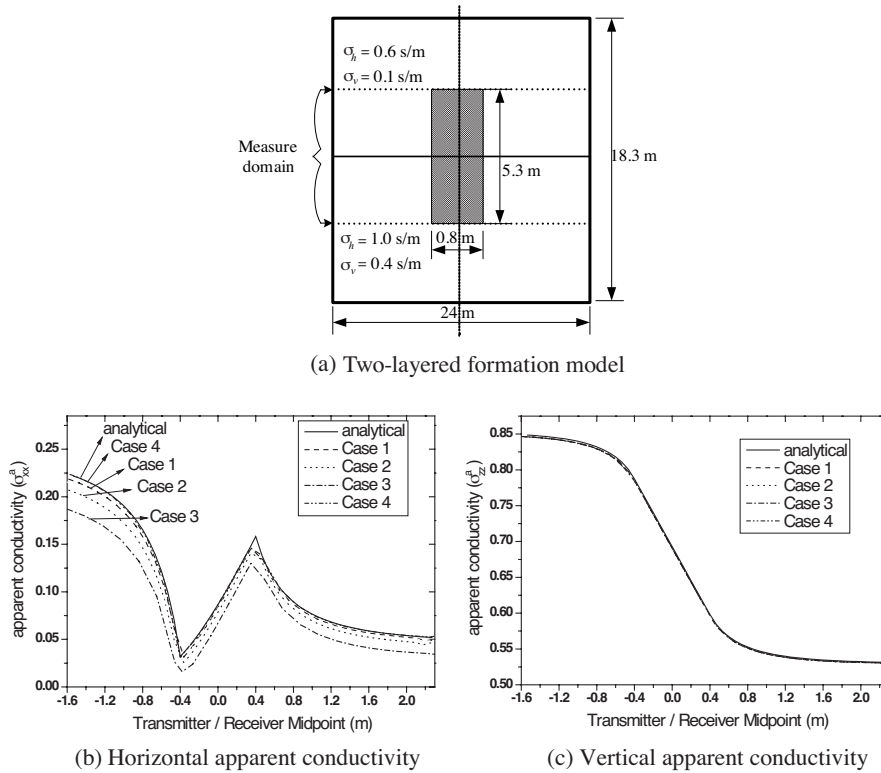 σh = 0.6 s/m
σv = 0.1 s/m
Measure
domain
5.3 m
18.3 m
σh = 1.0 s/m
σv = 0.4 s/m
0.8 m
24 m
(a) Two-layered formation model
apparent conductivity (σᵃxx)
0.25
0.20
0.15
0.10
0.05
0.00
analytical
Case 4
Case 1
Case 2
Case 3
analytical
Case 1
Case 2
Case 3
Case 4
-1.6 -1.2 -0.8 -0.4 0.0 0.4 0.8 1.2 1.6 2.0
Transmitter / Receiver Midpoint (m)
(b) Horizontal apparent conductivity
apparent conductivity (σᵃzz)
0.85
0.80
0.75
0.70
0.65
0.60
0.55
0.50
analytical
Case 1
Case 2
Case 3
Case 4
-1.6 -1.2 -0.8 -0.4 0.0 0.4 0.8 1.2 1.6 2.0
Transmitter / Receiver Midpoint (m)
(c) Vertical apparent conductivity